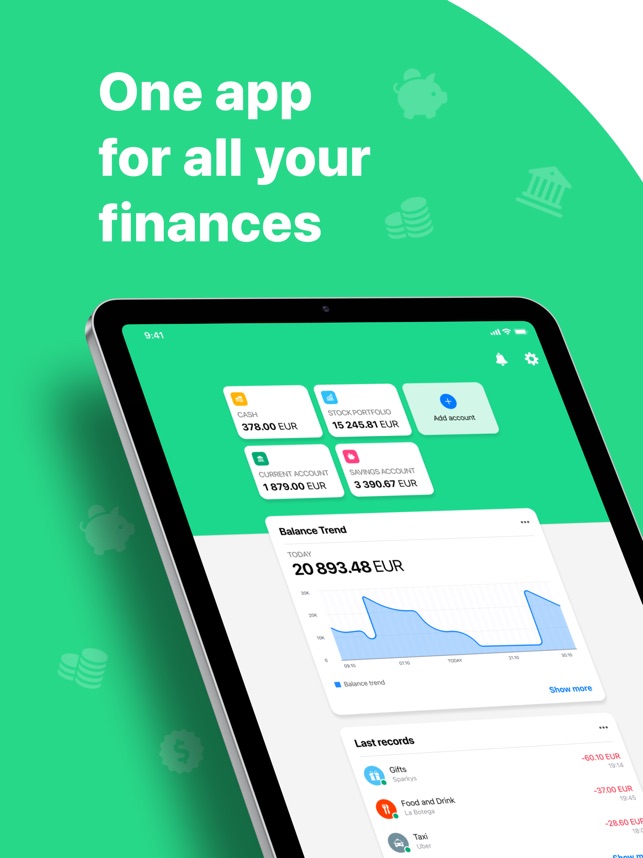 One app
for all your
finances
9:41
CASH
378.00 EUR
STOCK PORTFOLIO
15 245.81 EUR
Add account
CURRENT ACCOUNT
1 879.00 EUR
SAVINGS ACCOUNT
3 390.67 EUR
Balance Trend
TODAY
20 893.48 EUR
30K
20K
10K
0
09.10
07.10
TODAY
21.10
30.10
Balance trend
Show more
Last records
Gifts
-60.10 EUR
Sparkys
19:14
Food and Drink
-37.00 EUR
La Botega
19:45
Taxi
-28.60 EUR
Uber